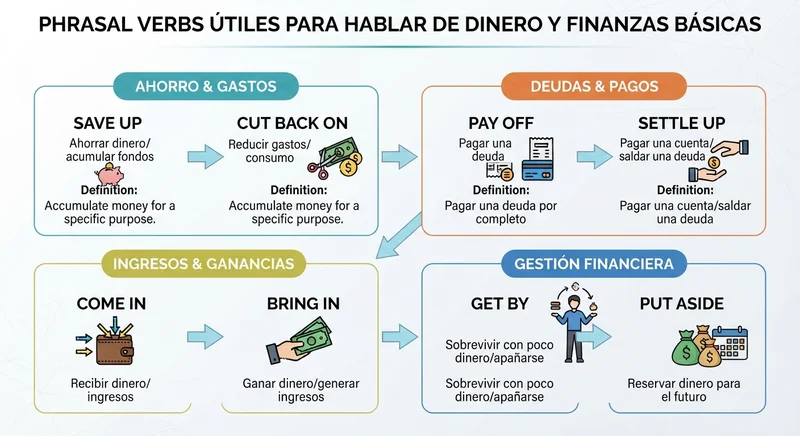 PHRASAL VERBS ÚTILES PARA HABLAR DE DINERO Y FINANZAS BÁSICAS
AHORRO & GASTOS
SAVE UP
Ahorrar dinero/
acumular fondos
Definition:
Accumulate money for a
specific purpose.
CUT BACK ON
Reducir gastos/
consumo
Definition:
Accumulate money for a
specific purpose.
DEUDAS & PAGOS
PAY OFF
Pagar una
deuda
Definition:
Pagar una deuda por
completo
SETTLE UP
Pagar una cuenta/
saldar una deuda
Definition:
Pagar una cuenta/saldar
una deuda
INGRESOS & GANANCIAS
COME IN
Recibir dinero/
ingresos
BRING IN
Ganar dinero/generar
ingresos
GESTIÓN FINANCIERA
GET BY
Sobrevivir con poco
dinero/apañarse
Sobrevivir con poco
dinero/apañarse
PUT ASIDE
Reservar dinero para
el futuro